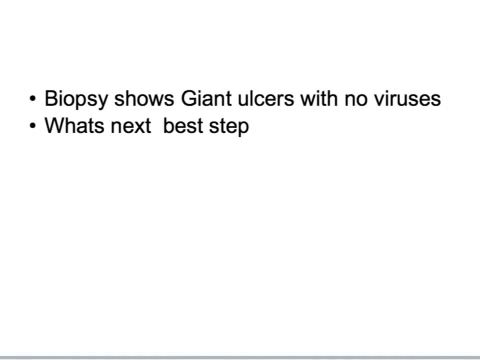 • Biopsy shows Giant ulcers with no viruses
• Whats next  best step